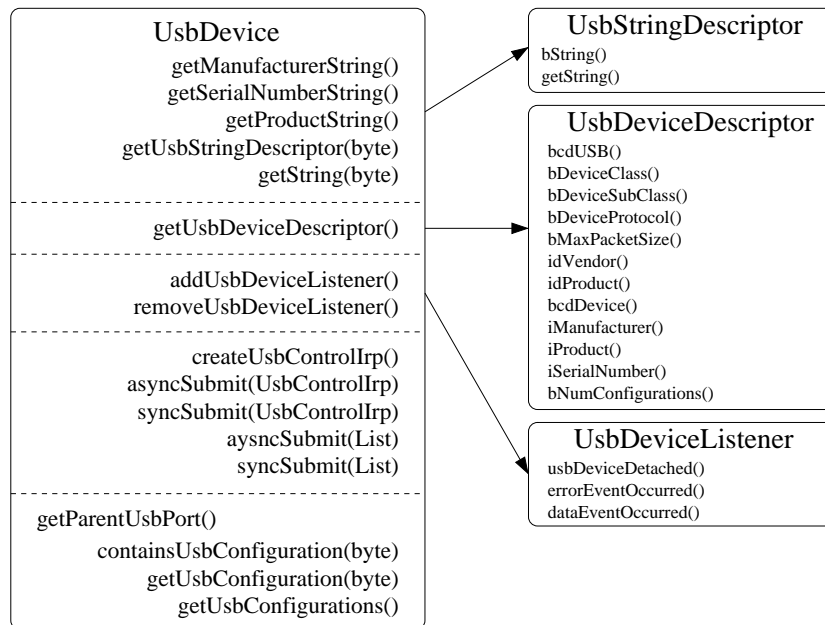 UsbDevice
getManufacturerString()
getSerialNumberString()
getProductString()
getUsbStringDescriptor(byte)
getString(byte)
getUsbDeviceDescriptor()
addUsbDeviceListener()
removeUsbDeviceListener()
createUsbControlIrp()
asyncSubmit(UsbControlIrp)
syncSubmit(UsbControlIrp)
aysncSubmit(List)
syncSubmit(List)
getParentUsbPort()
containsUsbConfiguration(byte)
getUsbConfiguration(byte)
getUsbConfigurations()
UsbStringDescriptor
bString()
getString()
UsbDeviceDescriptor
bcdUSB()
bDeviceClass()
bDeviceSubClass()
bDeviceProtocol()
bMaxPacketSize()
idVendor()
idProduct()
bcdDevice()
iManufacturer()
iProduct()
iSerialNumber()
bNumConfigurations()
UsbDeviceListener
usbDeviceDetached()
errorEventOccurred()
dataEventOccurred()